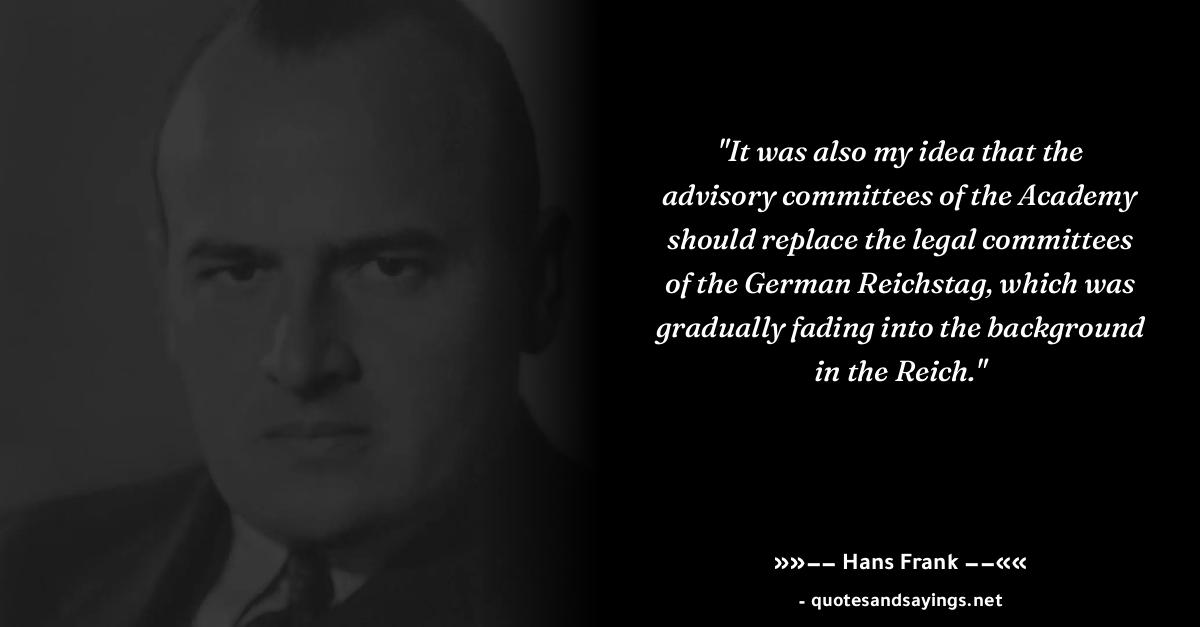 "It was also my idea that the
advisory committees of the Academy
should replace the legal committees
of the German Reichstag, which was
gradually fading into the background
in the Reich."
»»−− Hans Frank −−««
- quotesandsayings.net